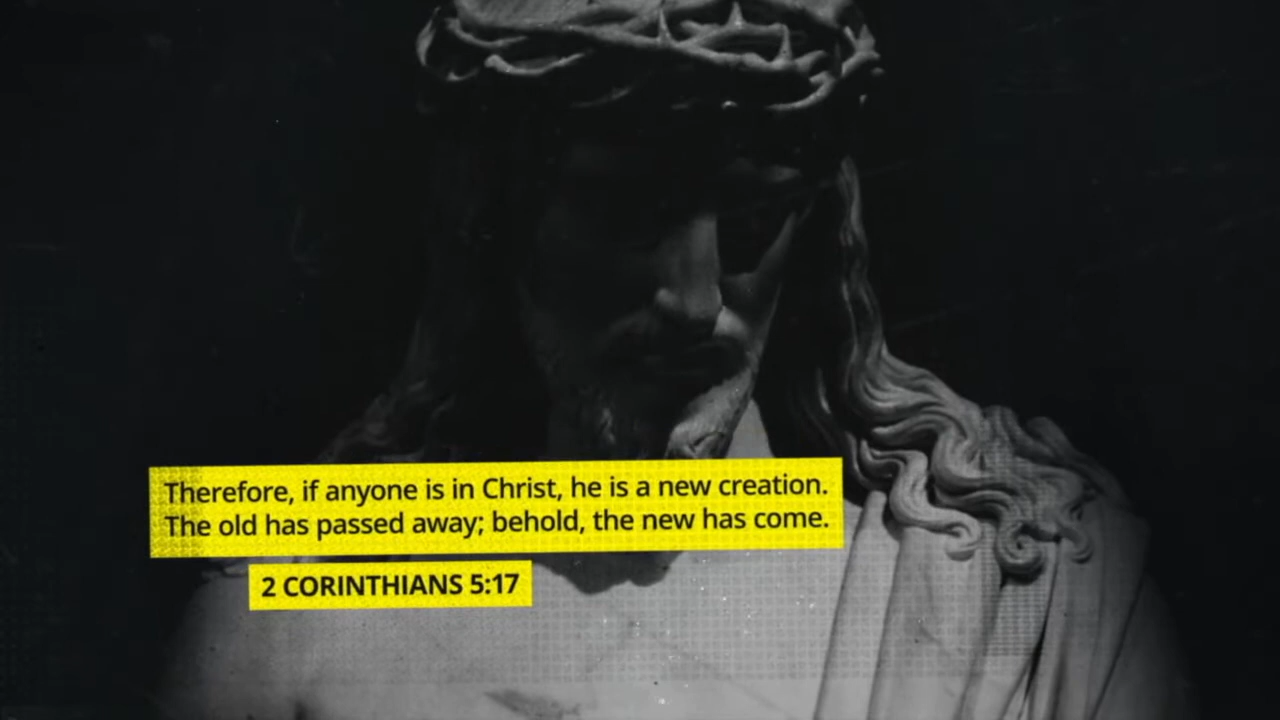 Therefore, if anyone is in Christ, he is a new creation.
The old has passed away; behold, the new has come.
2 CORINTHIANS 5:17